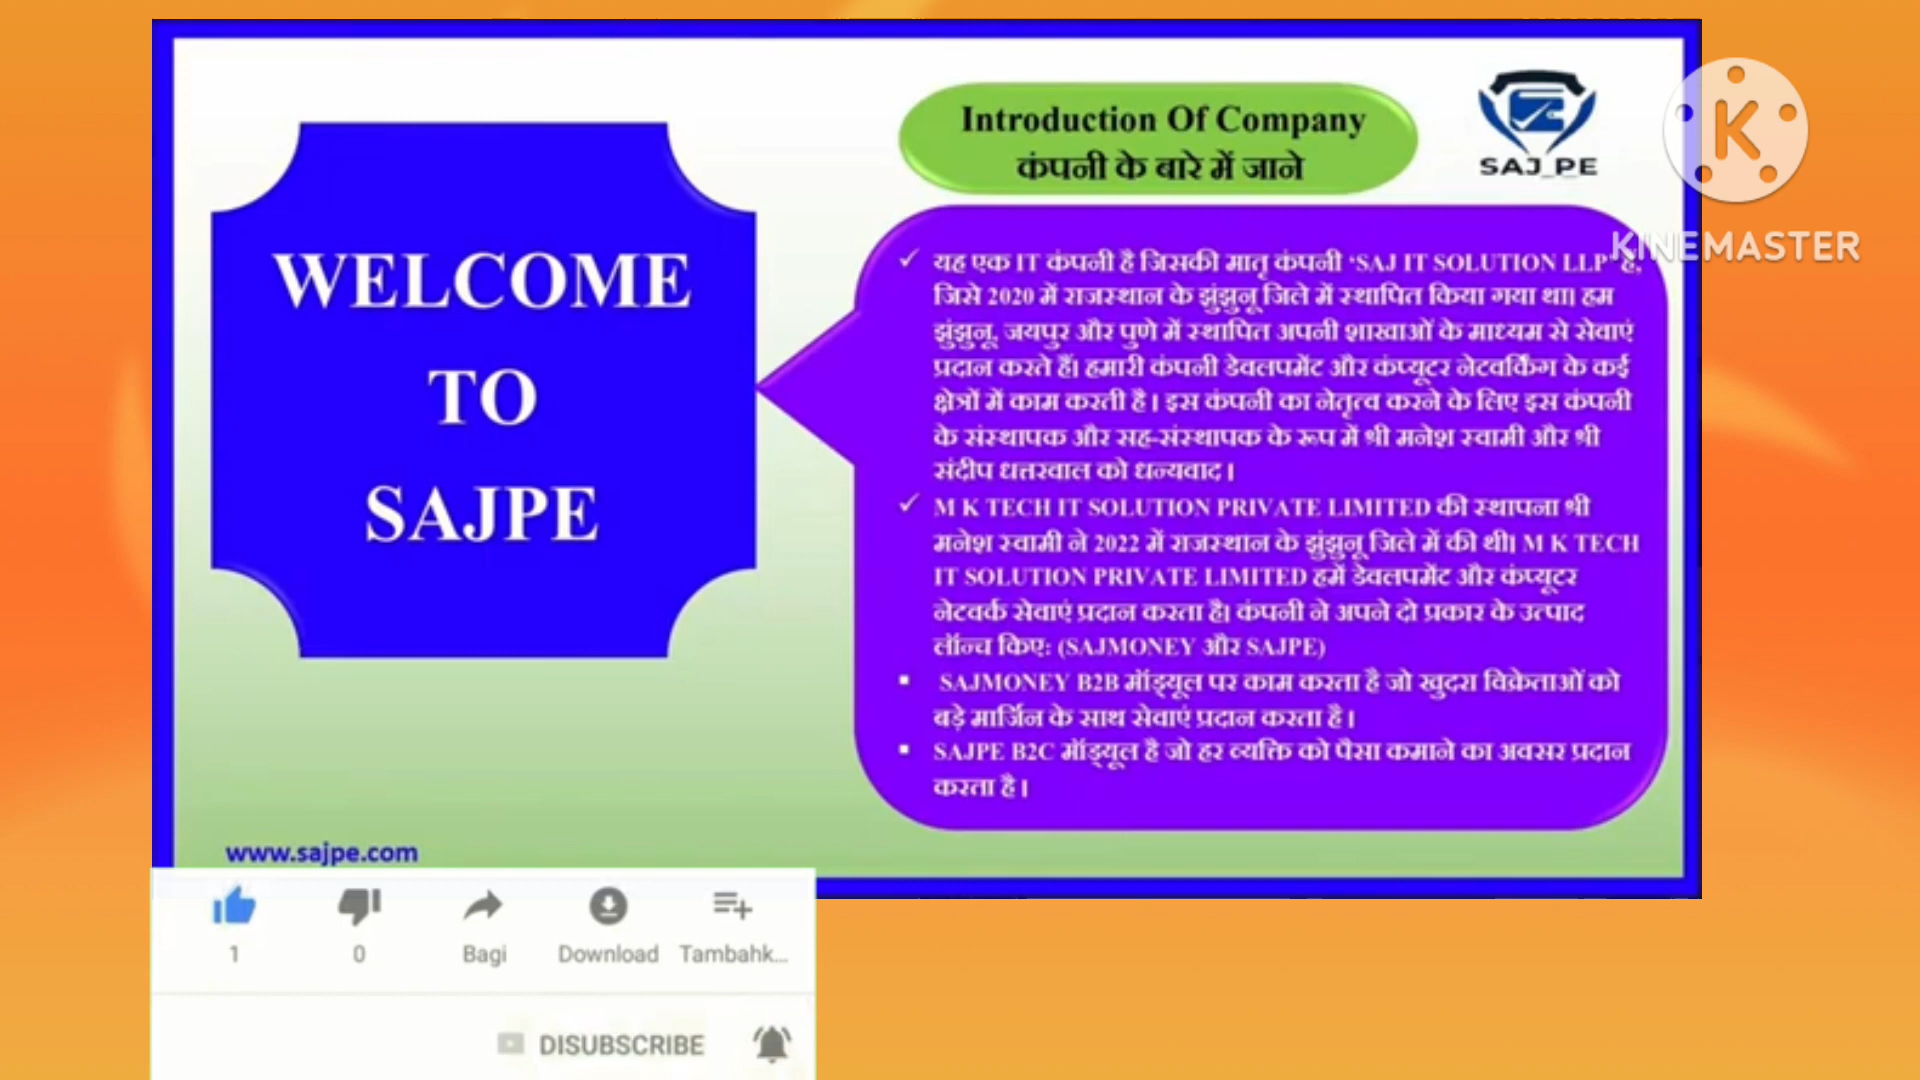 WELCOME
TO
SAJPE
www.sajpe.com
Introduction Of Company
कंपनी के बारे में जाने
SAJ_PE
K
KINEMASTER
✓ यह एक IT कंपनी है जिसकी मातृ कंपनी ‘SAJ IT SOLUTION LLP’ है,
जिसे 2020 में राजस्थान के झुंझुनू जिले में स्थापित किया गया था। हम
झुंझुनू, जयपुर और पुणे में स्थापित अपनी शाखाओं के माध्यम से सेवाएं
प्रदान करते हैं। हमारी कंपनी डेवलपमेंट और कंप्यूटर नेटवर्किंग के कई
क्षेत्रों में काम करती है। इस कंपनी का नेतृत्व करने के लिए इस कंपनी
के संस्थापक और सह-संस्थापक के रूप में श्री मनेश स्वामी और श्री
संदीप धत्तरवाल को धन्यवाद।
✓ M K TECH IT SOLUTION PRIVATE LIMITED की स्थापना श्री
मनेश स्वामी ने 2022 में राजस्थान के झुंझुनू जिले में की थी। M K TECH
IT SOLUTION PRIVATE LIMITED हमें डेवलपमेंट और कंप्यूटर
नेटवर्क सेवाएं प्रदान करता है। कंपनी ने अपने दो प्रकार के उत्पाद
लॉन्च किए: (SAJMONEY और SAJPE)
▪ SAJMONEY B2B मॉड्यूल पर काम करता है जो खुदरा विक्रेताओं को
बड़े मार्जिन के साथ सेवाएं प्रदान करता है।
▪ SAJPE B2C मॉड्यूल है जो हर व्यक्ति को पैसा कमाने का अवसर प्रदान
करता है।
1 0 Bagi Download Tambahk...
DISUBSCRIBE